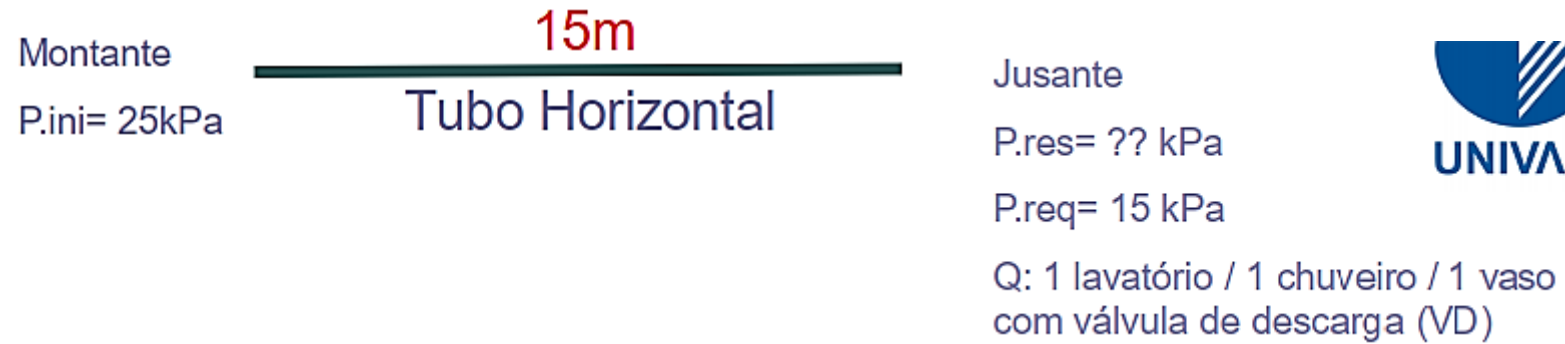 Montante
P.ini= 25kPa
15m
Tubo Horizontal
Jusante
P.res= ?? kPa
P.req= 15 kPa
Q: 1 lavatório / 1 chuveiro / 1 vaso
com válvula de descarga (VD)